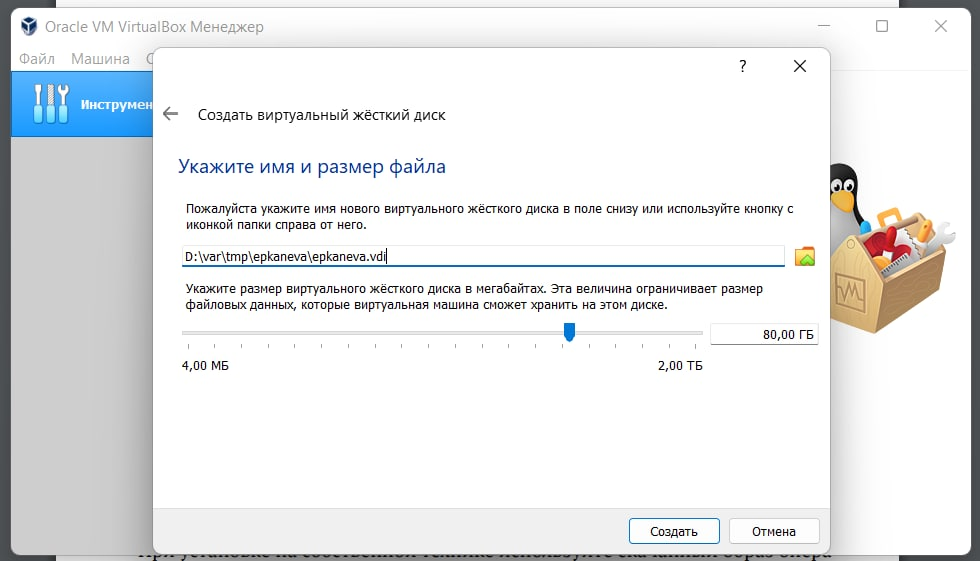 Oracle VM VirtualBox Менеджер
Файл Машина С
?
Инструмен
Создать виртуальный жёсткий диск
Укажите имя и размер файла
Пожалуйста укажите имя нового виртуального жёсткого диска в поле снизу или используйте кнопку с
иконкой папки справа от него.
D:\var\tmp\epkaneva\epkaneva.vdi
Укажите размер виртуального жёсткого диска в мегабайтах. Эта величина ограничивает размер
файловых данных, которые виртуальная машина сможет хранить на этом диске.
80,00 ГБ
4,00 МБ 2,00 ТБ
Создать Отмена